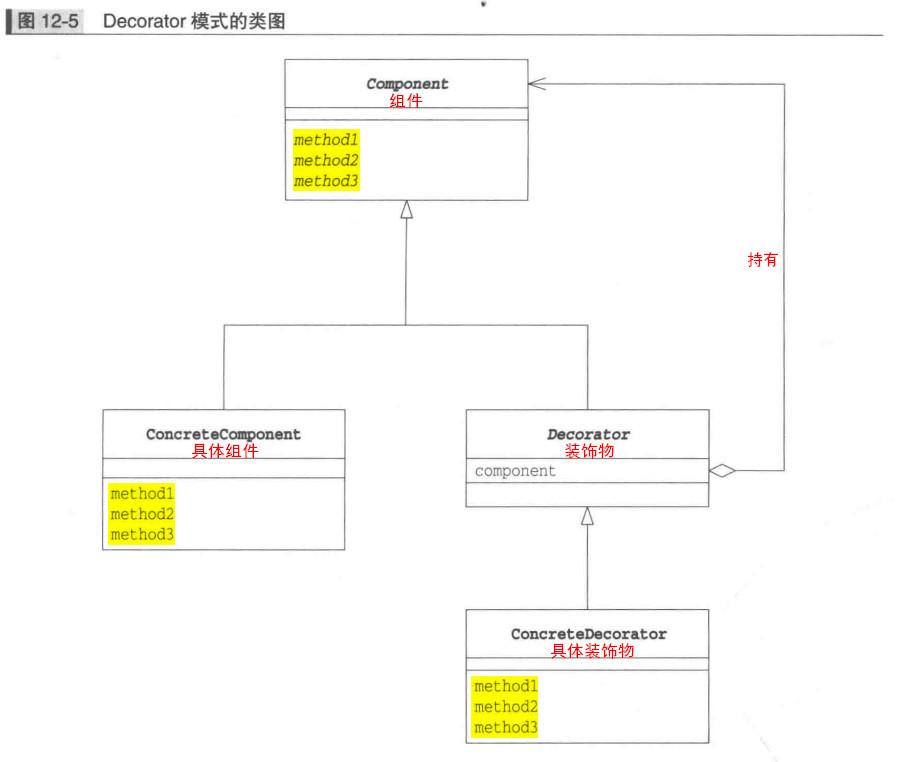 图 12-5 Decorator 模式的类图
Component
组件
method1
method2
method3
持有
ConcreteComponent
具体组件
method1
method2
method3
Decorator
装饰物
component
ConcreteDecorator
具体装饰物
method1
method2
method3